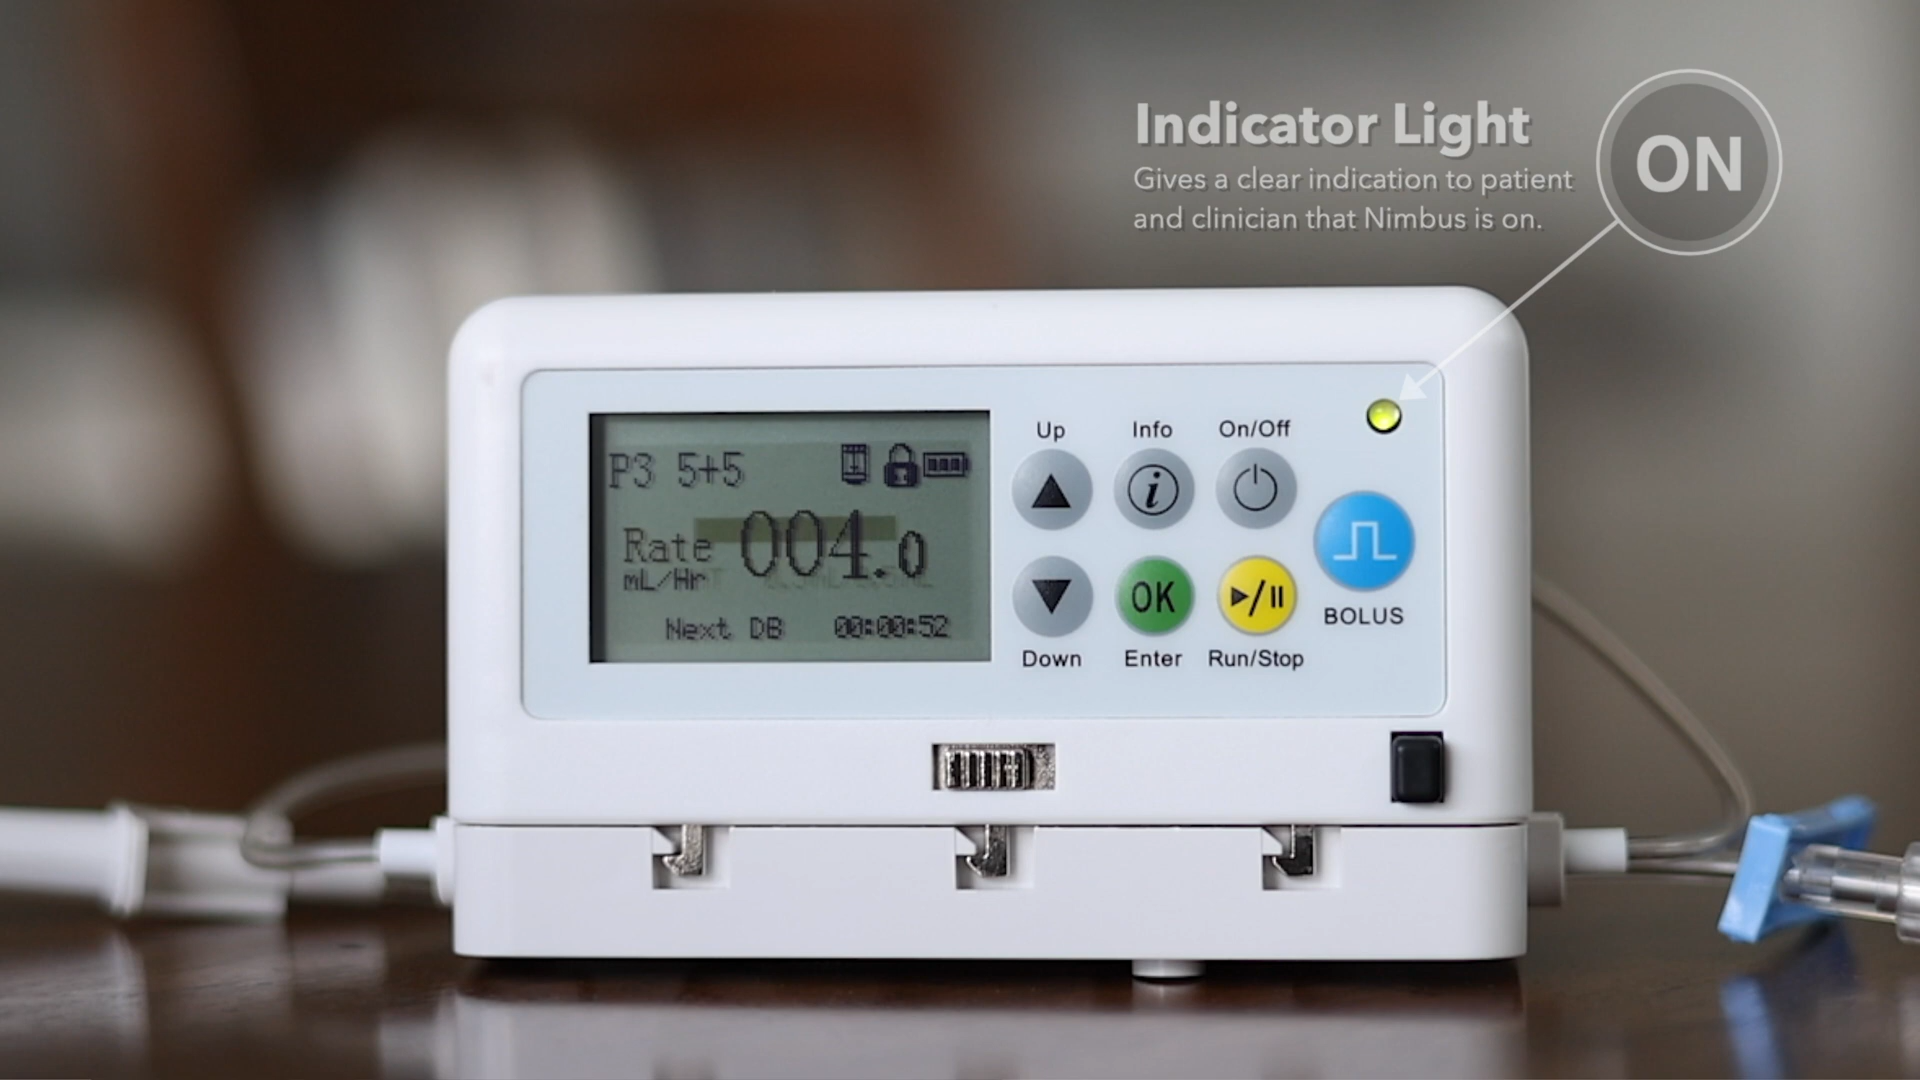 Indicator Light
Gives a clear indication to patient
and clinician that Nimbus is on.
ON
P3 5+5
Rate 004.0
mL/Hr
Next DB 00:00:52
Up Info On/Off
i
OK
BOLUS
Down Enter Run/Stop